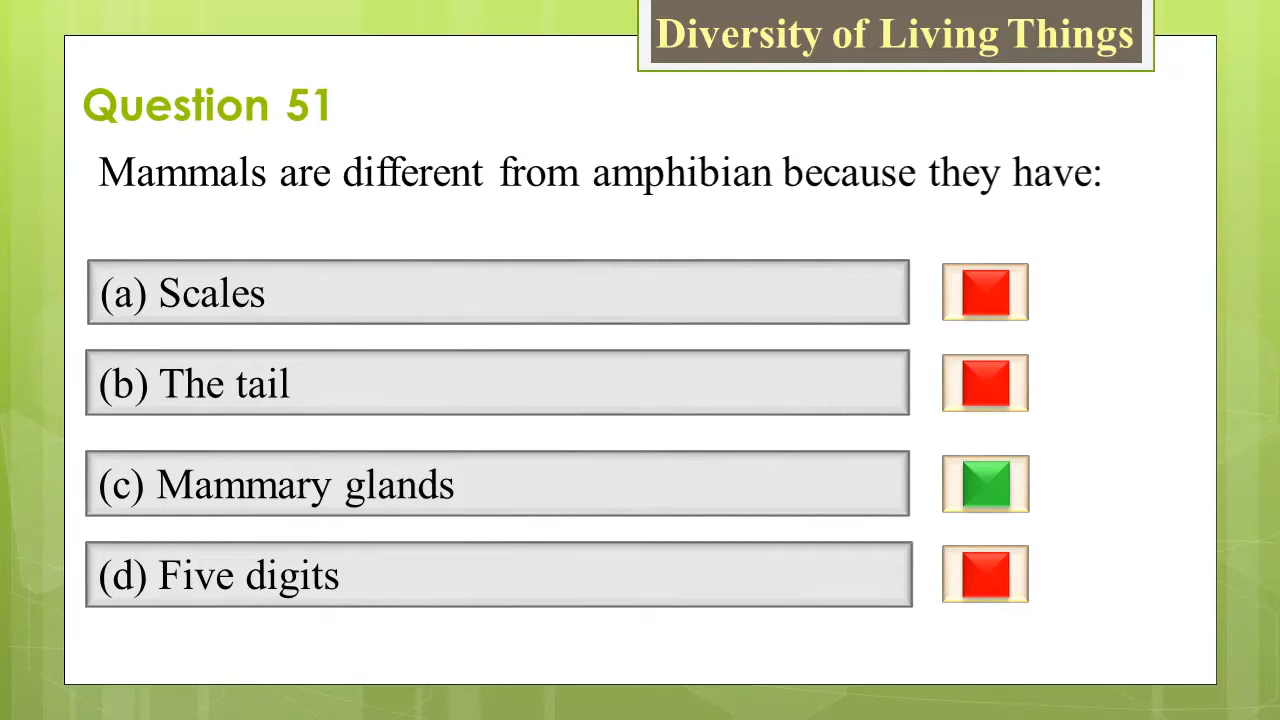 Diversity of Living Things
Question 51
Mammals are different from amphibian because they have:
(a) Scales
(b) The tail
(c) Mammary glands
(d) Five digits